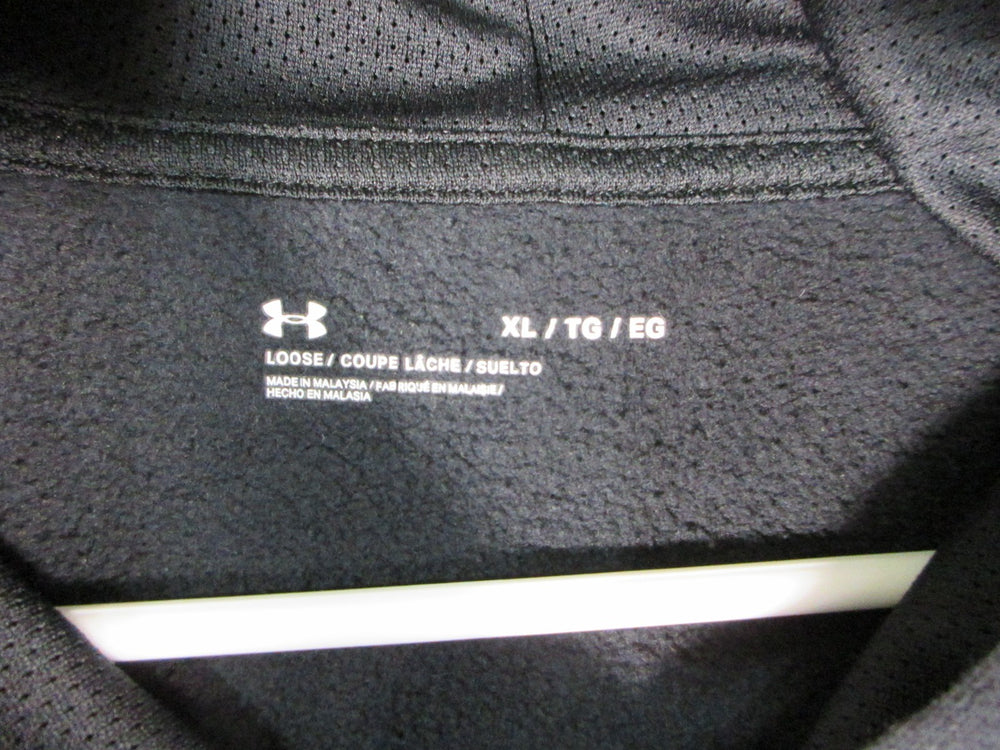 XL / TG / EG
LOOSE / COUPE LÂCHE / SUELTO
MADE IN MALAYSIA / FABRIQUÉ EN MALAISIE /
HECHO EN MALASIA